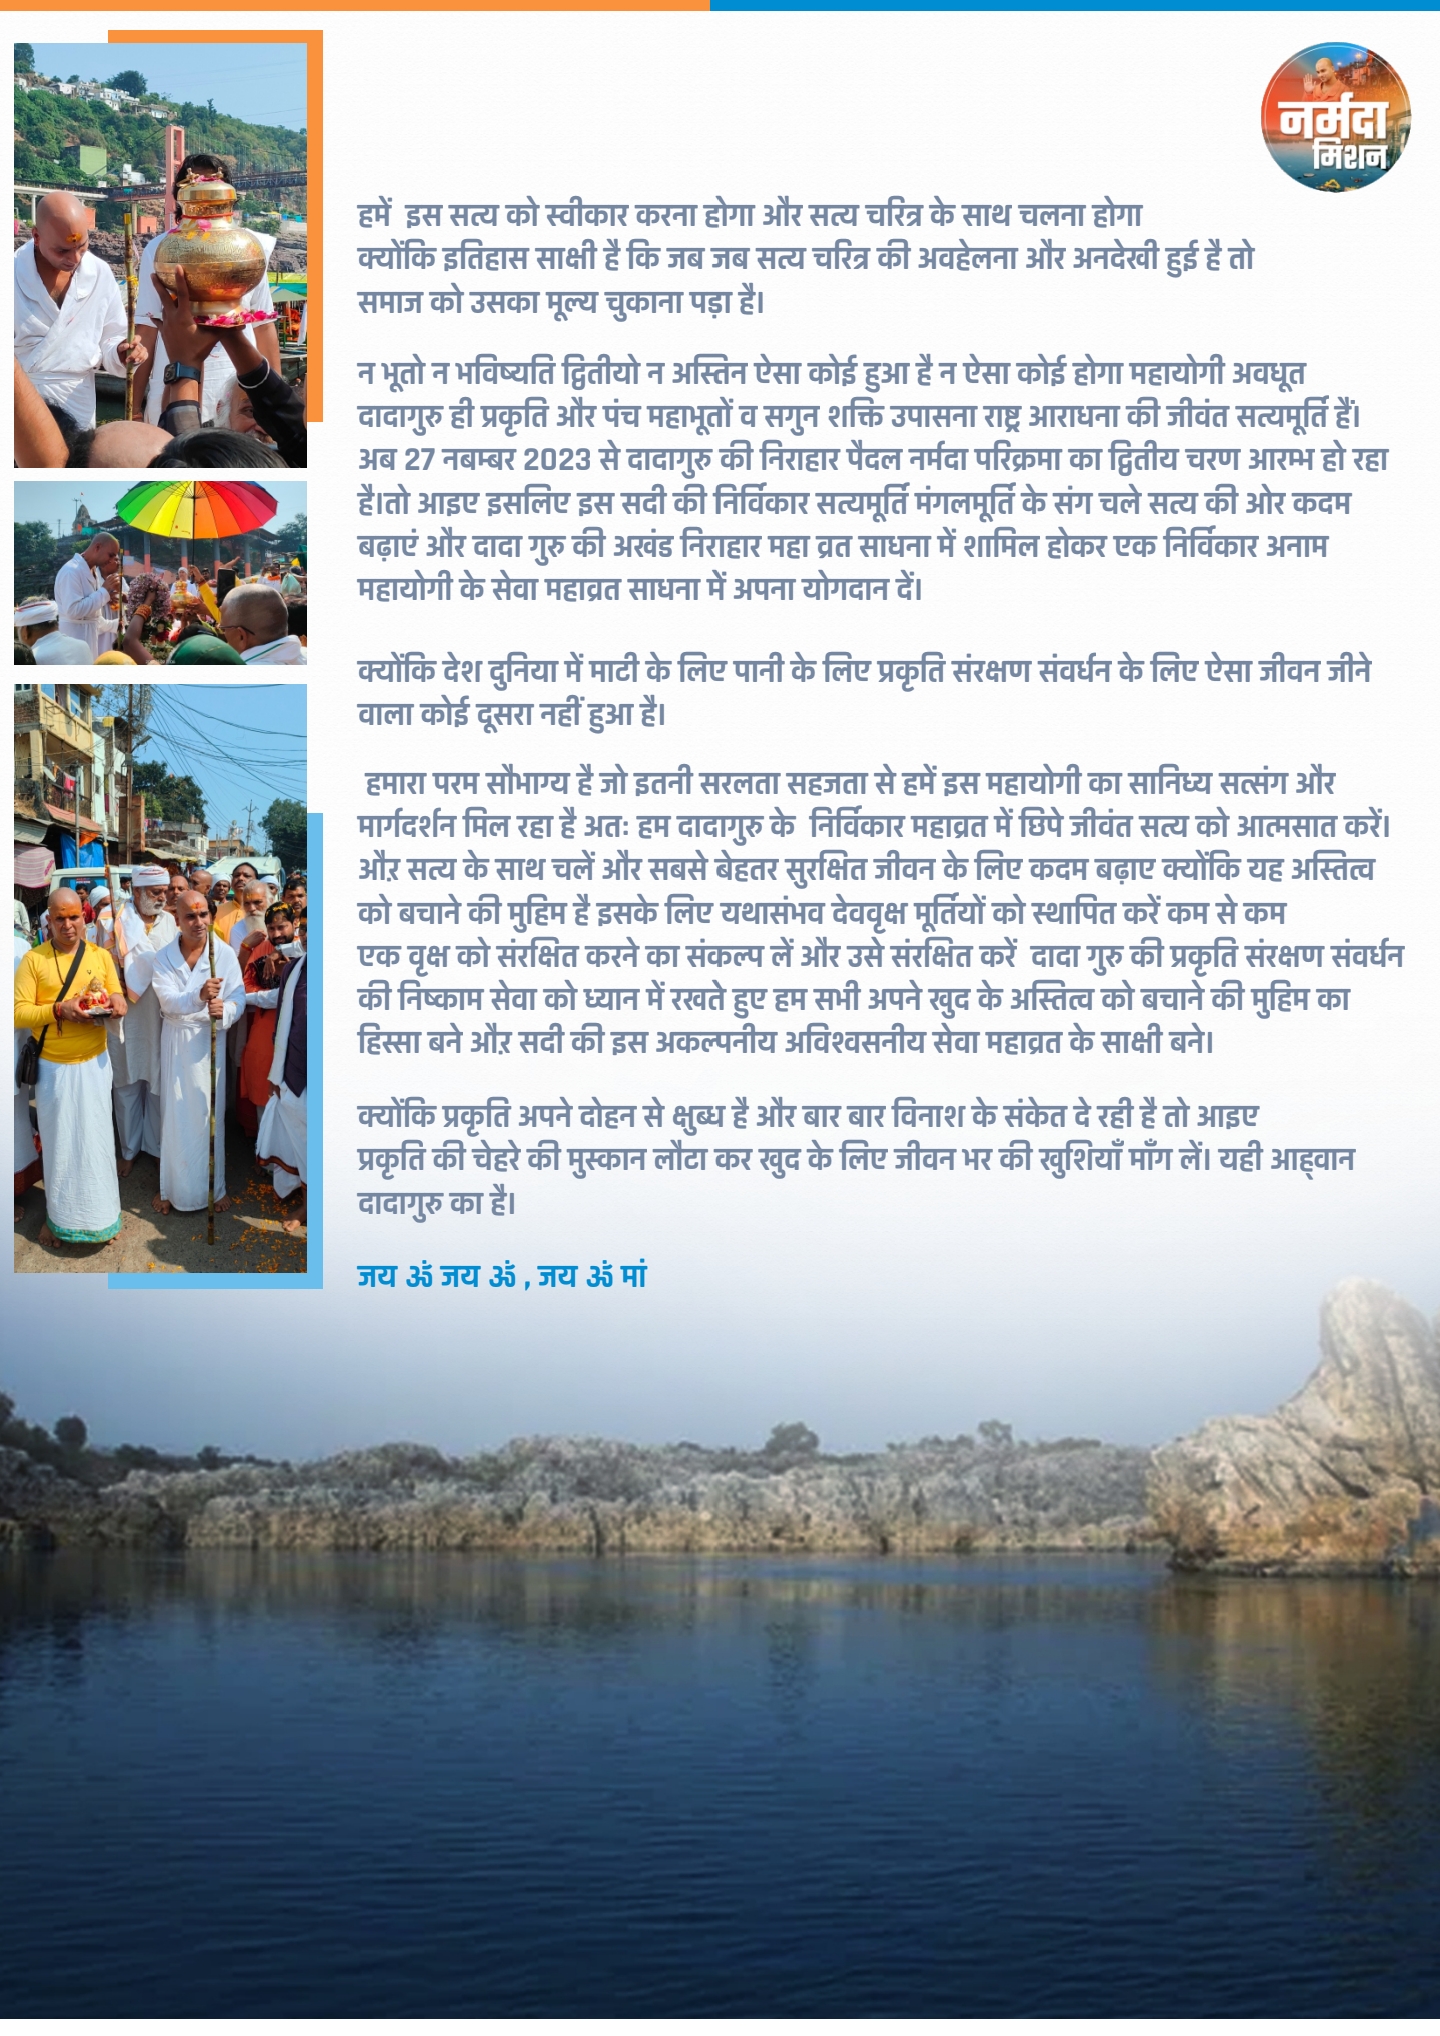 नर्मदा
मिशन
हमें इस सत्य को स्वीकार करना होगा और सत्य चरित्र के साथ चलना होगा
क्योंकि इतिहास साक्षी है कि जब जब सत्य चरित्र की अवहेलना और अनदेखी हुई है तो
समाज को उसका मूल्य चुकाना पड़ा है।
न भूतो न भविष्यति द्वितीयो न अस्तिन ऐसा कोई हुआ है न ऐसा कोई होगा महायोगी अवधूत
दादागुरु ही प्रकृति और पंच महाभूतों व सगुन शक्ति उपासना राष्ट्र आराधना की जीवंत सत्यमूर्ति हैं।
अब 27 नबम्बर 2023 से दादागुरु की निराहार पैदल नर्मदा परिक्रमा का द्वितीय चरण आरम्भ हो रहा
है।तो आइए इसलिए इस सदी की निर्विकार सत्यमूर्ति मंगलमूर्ति के संग चले सत्य की ओर कदम
बढ़ाएं और दादा गुरु की अखंड निराहार महा व्रत साधना में शामिल होकर एक निर्विकार अनाम
महायोगी के सेवा महाव्रत साधना में अपना योगदान दें।
क्योंकि देश दुनिया में माटी के लिए पानी के लिए प्रकृति संरक्षण संवर्धन के लिए ऐसा जीवन जीने
वाला कोई दूसरा नहीं हुआ है।
हमारा परम सौभाग्य है जो इतनी सरलता सहजता से हमें इस महायोगी का सानिध्य सत्संग और
मार्गदर्शन मिल रहा है अतः हम दादागुरु के निर्विकार महाव्रत में छिपे जीवंत सत्य को आत्मसात करें।
औऱ सत्य के साथ चलें और सबसे बेहतर सुरक्षित जीवन के लिए कदम बढ़ाए क्योंकि यह अस्तित्व
को बचाने की मुहिम है इसके लिए यथासंभव देववृक्ष मूर्तियों को स्थापित करें कम से कम
एक वृक्ष को संरक्षित करने का संकल्प लें और उसे संरक्षित करें दादा गुरु की प्रकृति संरक्षण संवर्धन
की निष्काम सेवा को ध्यान में रखते हुए हम सभी अपने खुद के अस्तित्व को बचाने की मुहिम का
हिस्सा बने औऱ सदी की इस अकल्पनीय अविश्वसनीय सेवा महाव्रत के साक्षी बने।
क्योंकि प्रकृति अपने दोहन से क्षुब्ध है और बार बार विनाश के संकेत दे रही है तो आइए
प्रकृति की चेहरे की मुस्कान लौटा कर खुद के लिए जीवन भर की खुशियाँ माँग लें। यही आह्वान
दादागुरु का है।
जय ॐ जय ॐ , जय ॐ मां